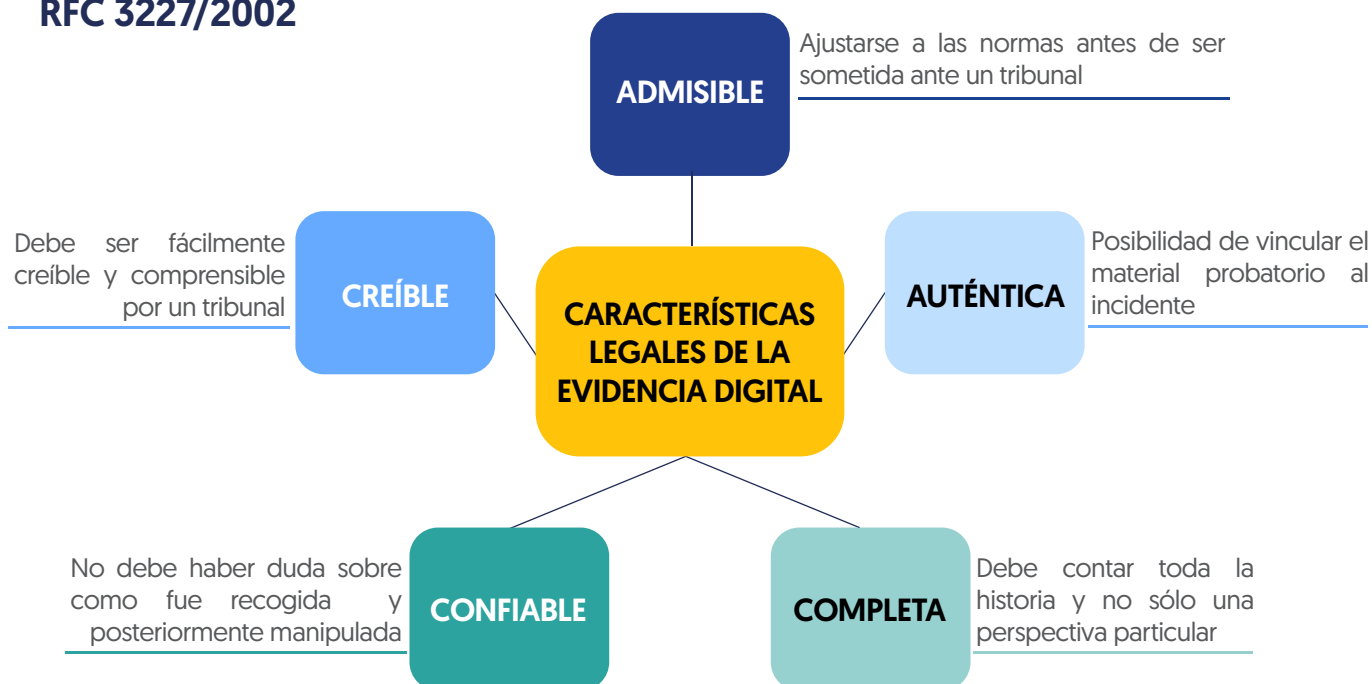 RFC 3227/2002
ADMISIBLE
Ajustarse a las normas antes de ser
sometida ante un tribunal
Debe ser fácilmente
creíble y comprensible
por un tribunal
CREÍBLE
CARACTERÍSTICAS
LEGALES DE LA
EVIDENCIA DIGITAL
AUTÉNTICA
Posibilidad de vincular el
material probatorio al
incidente
No debe haber duda sobre
como fue recogida y
posteriormente manipulada
CONFIABLE
COMPLETA
Debe contar toda la
historia y no sólo una
perspectiva particular